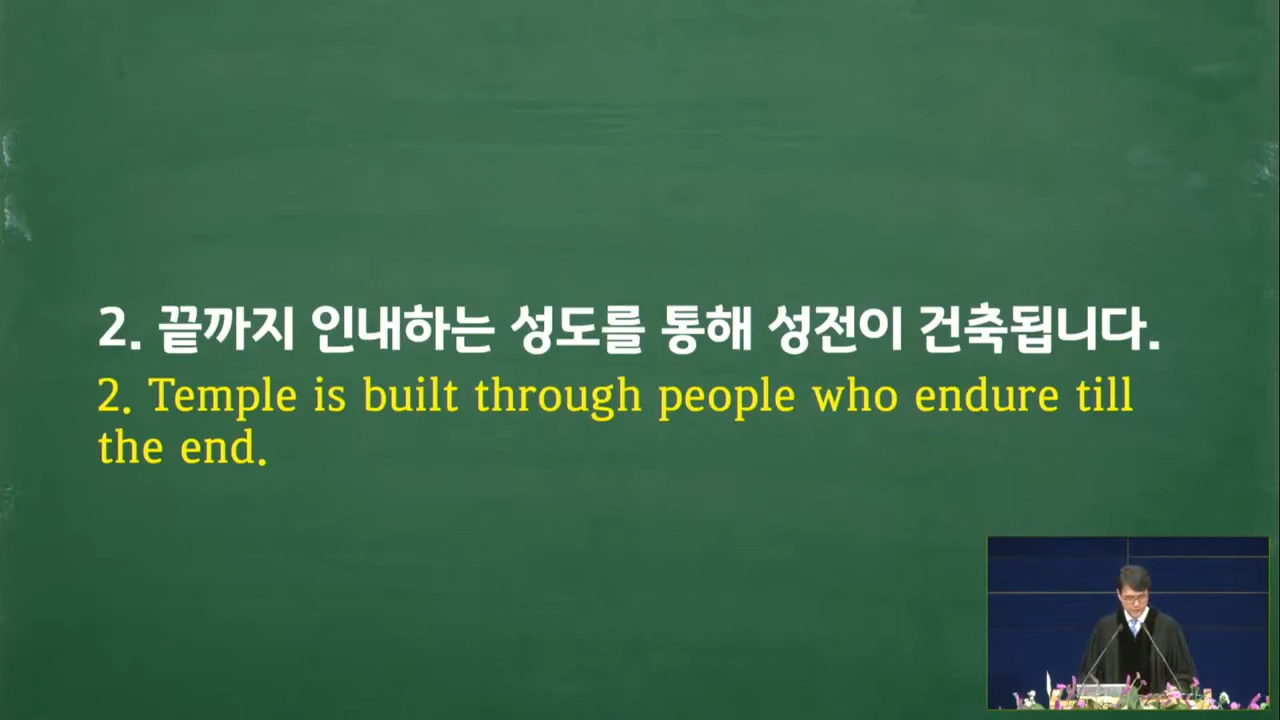 2. 끝까지 인내하는 성도를 통해 성전이 건축됩니다.
2. Temple is built through people who endure till
the end.